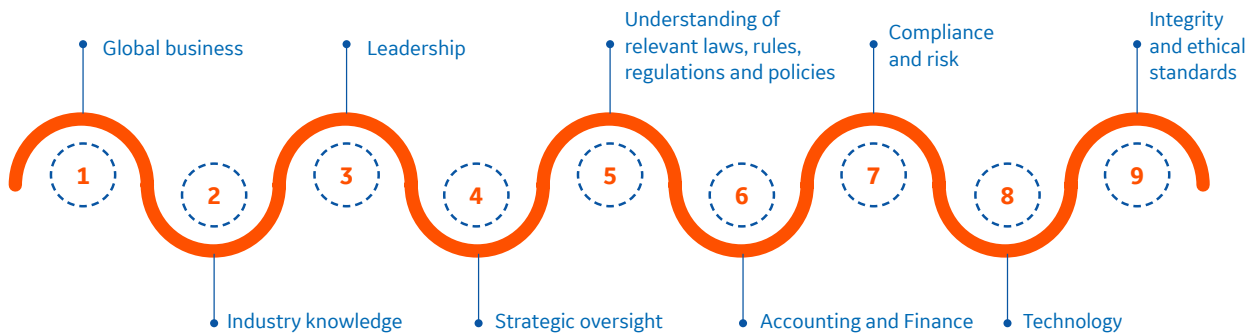 1
Global business
2
Industry knowledge
3
Leadership
4
Strategic oversight
5
Understanding of
relevant laws, rules,
regulations and policies
6
Accounting and Finance
7
Compliance
and risk
8
Technology
9
Integrity
and ethical
standards